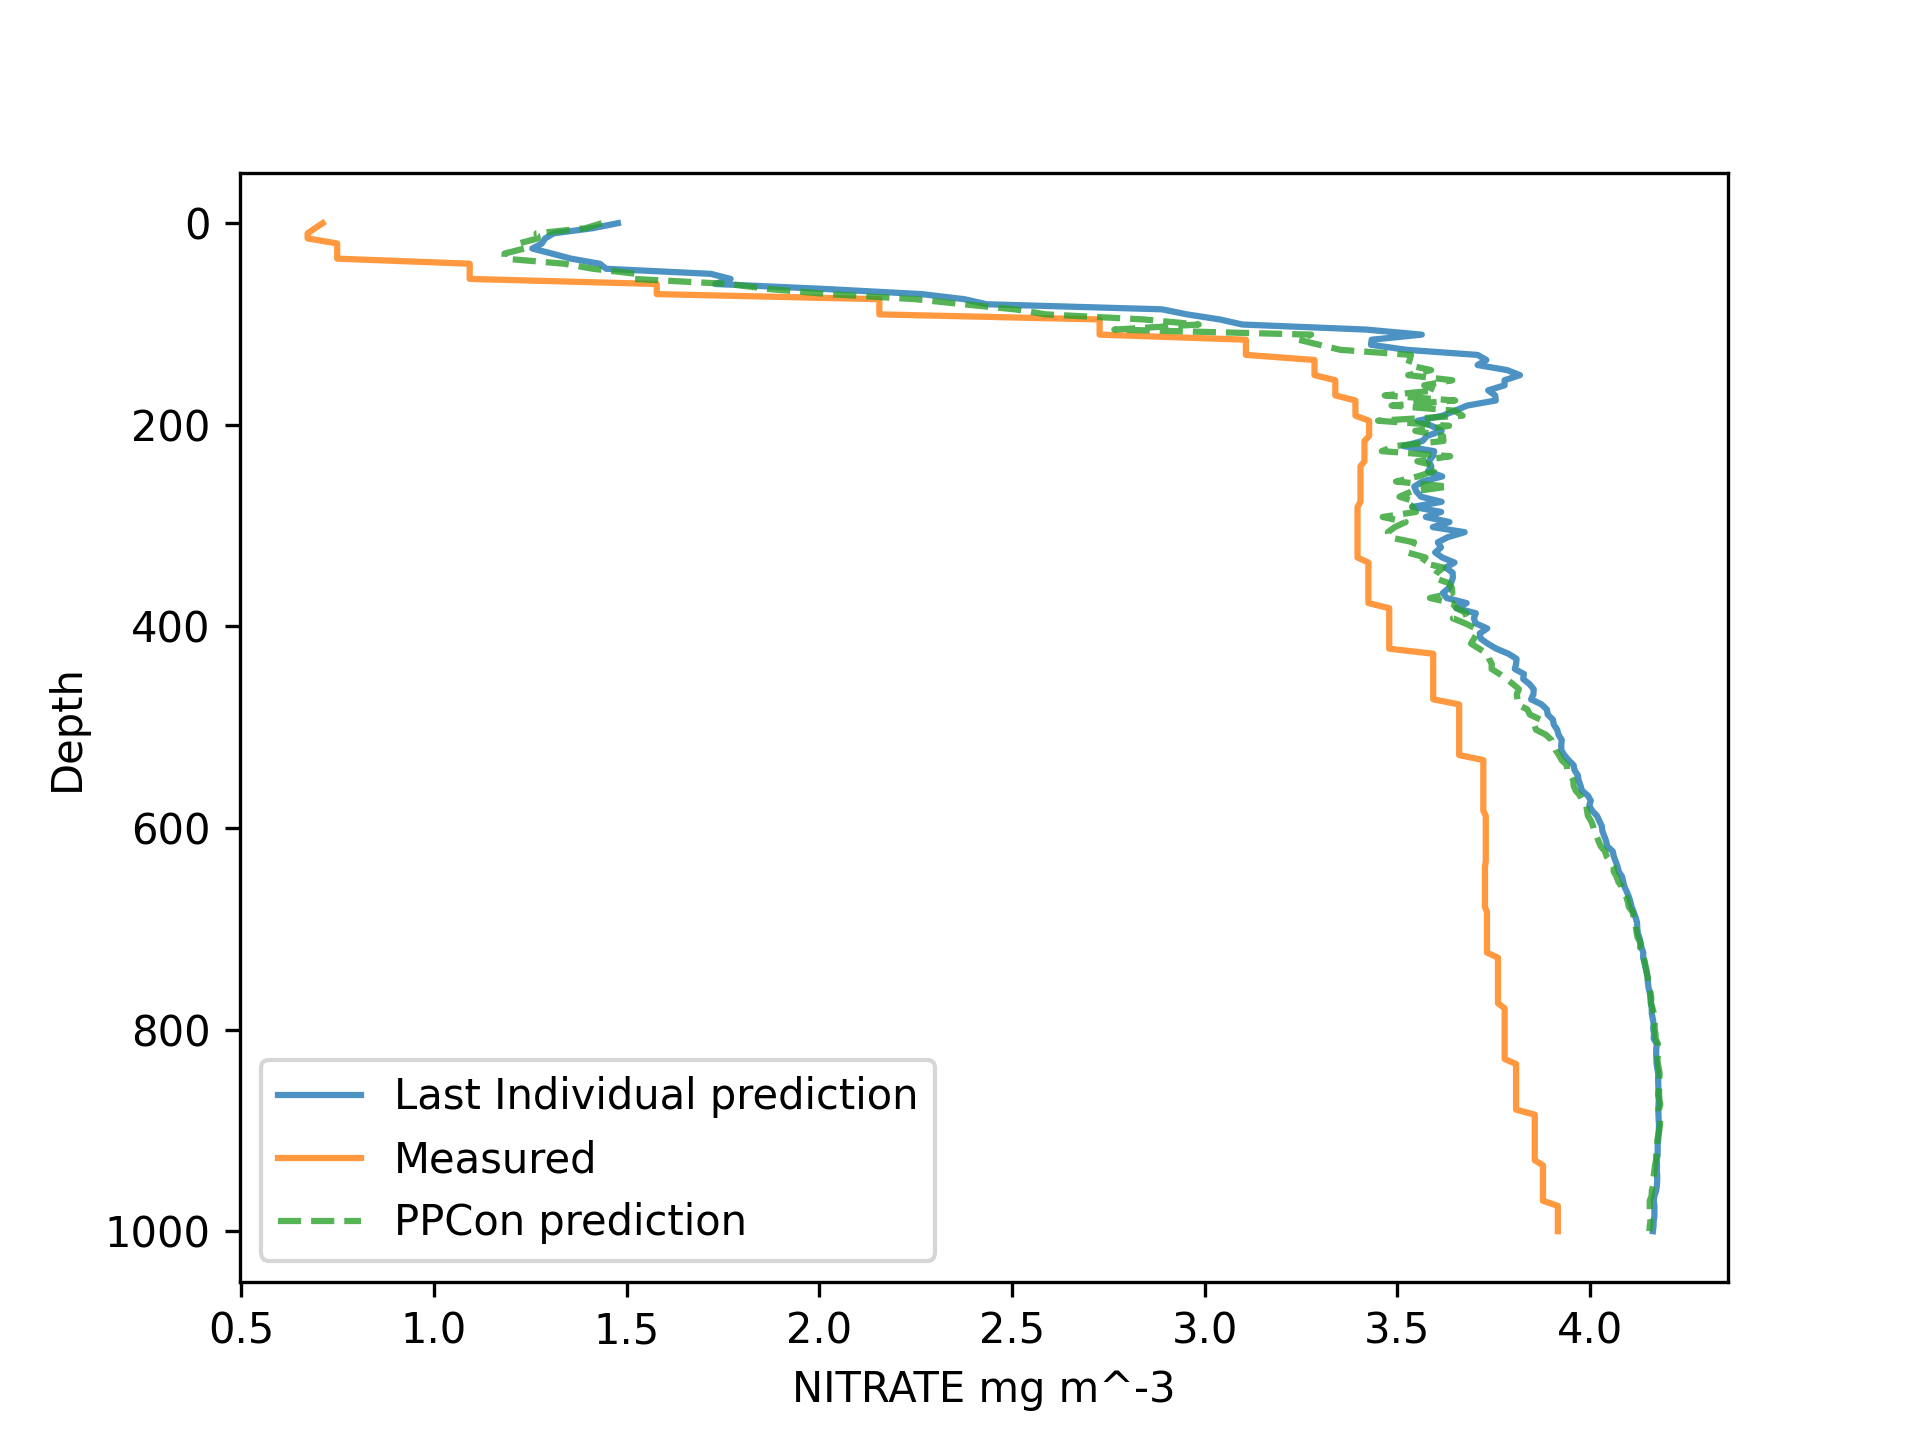 0
200
400
600
800
1000
Depth
Last Individual prediction
Measured
PPCon prediction
0.5 1.0 1.5 2.0 2.5 3.0 3.5 4.0
NITRATE mg m^-3